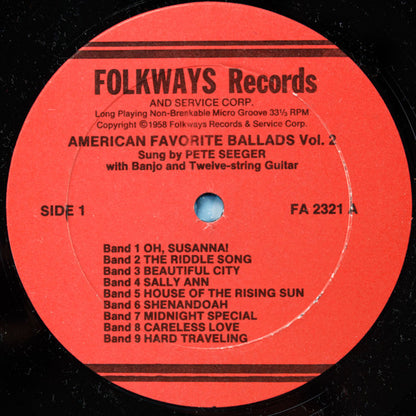 FOLKWAYS Records
AND SERVICE CORP.
Long Playing Non-Breakable Micro Groove 33⅓ RPM
Copyright ©1958 Folkways Records & Service Corp.
AMERICAN FAVORITE BALLADS Vol. 2
Sung by PETE SEEGER
with Banjo and Twelve-string Guitar
SIDE 1 FA 2321 A
Band 1 OH, SUSANNA!
Band 2 THE RIDDLE SONG
Band 3 BEAUTIFUL CITY
Band 4 SALLY ANN
Band 5 HOUSE OF THE RISING SUN
Band 6 SHENANDOAH
Band 7 MIDNIGHT SPECIAL
Band 8 CARELESS LOVE
Band 9 HARD TRAVELING